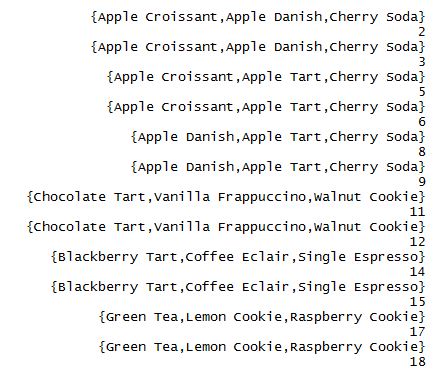 {Apple Croissant,Apple Danish,Cherry Soda}
2
{Apple Croissant,Apple Danish,Cherry Soda}
3
{Apple Croissant,Apple Tart,Cherry Soda}
5
{Apple Croissant,Apple Tart,Cherry Soda}
6
{Apple Danish,Apple Tart,Cherry Soda}
8
{Apple Danish,Apple Tart,Cherry Soda}
9
{Chocolate Tart,Vanilla Frappuccino,Walnut Cookie}
11
{Chocolate Tart,Vanilla Frappuccino,Walnut Cookie}
12
{Blackberry Tart,Coffee Eclair,Single Espresso}
14
{Blackberry Tart,Coffee Eclair,Single Espresso}
15
{Green Tea,Lemon Cookie,Raspberry Cookie}
17
{Green Tea,Lemon Cookie,Raspberry Cookie}
18